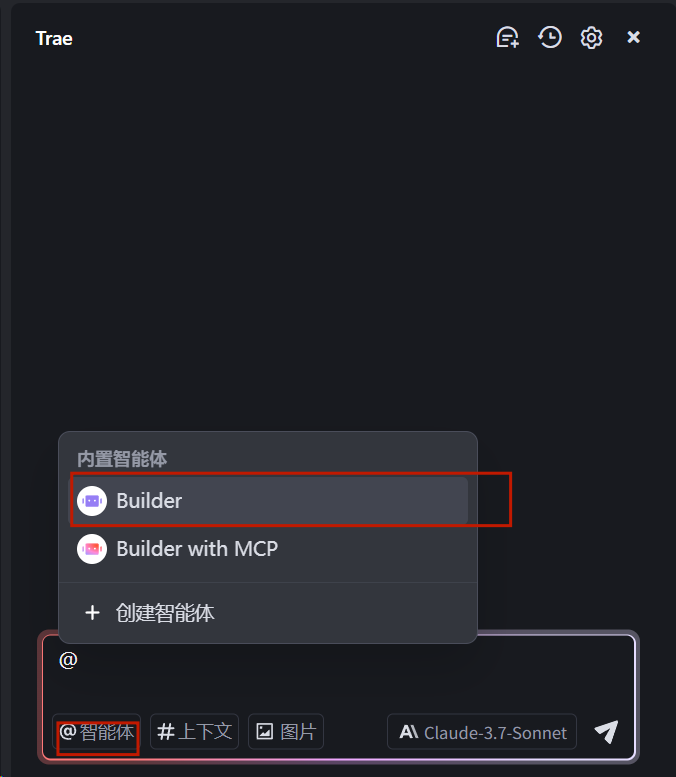 Trae
内置智能体
Builder
Builder with MCP
+ 创建智能体
@
@智能体 #上下文 图片 A\ Claude-3.7-Sonnet